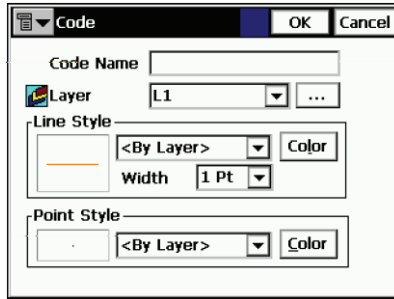 Code OK Cancel
Code Name
Layer L1 ...
Line Style
<By Layer> Color
Width 1 Pt
Point Style
<By Layer> Color